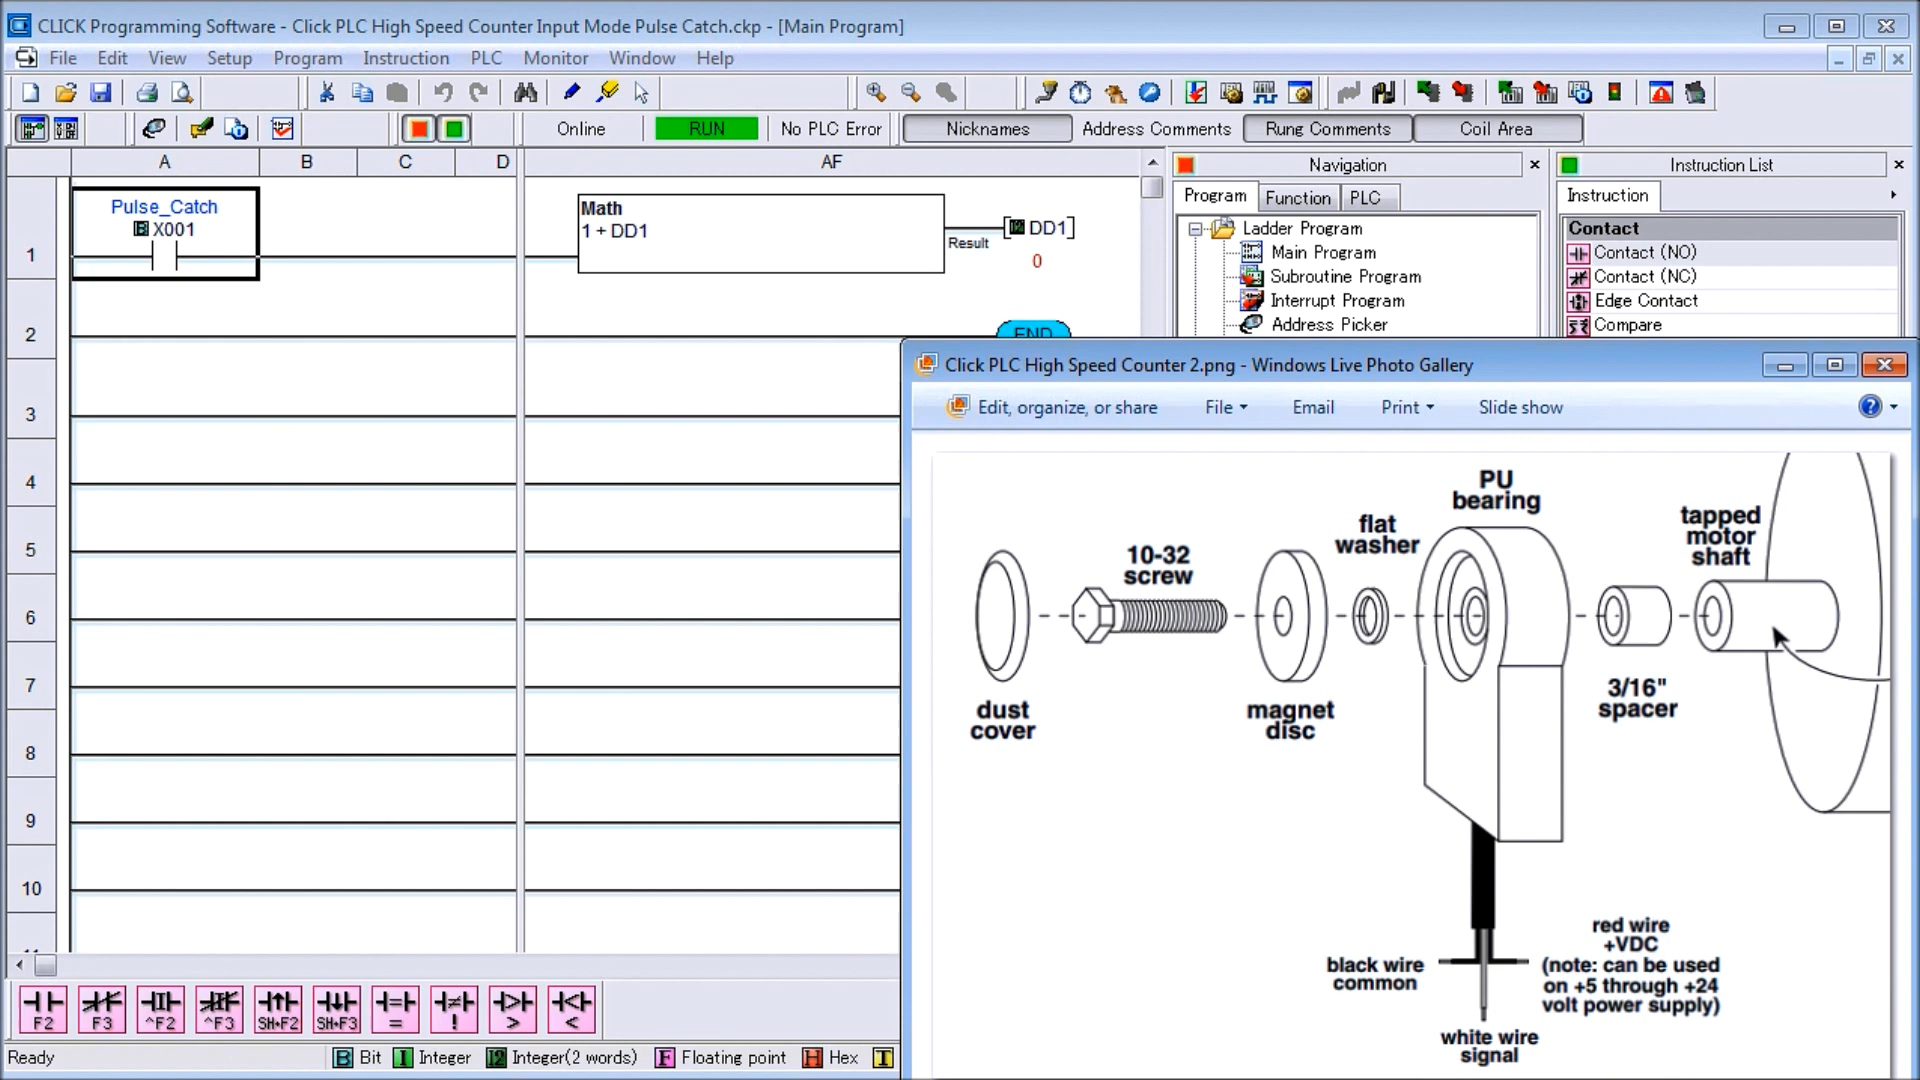 CLICK Programming Software - Click PLC High Speed Counter Input Mode Pulse Catch.ckp - [Main Program]
File Edit View Setup Program Instruction PLC Monitor Window Help
Online RUN No PLC Error Nicknames Address Comments Rung Comments Coil Area
A B C D AF
Navigation
Instruction List
Program Function PLC
Instruction
Pulse_Catch
B X001
Math
1 + DD1
Result
DD1
0
END
1
2
3
4
5
6
7
8
9
10
Ladder Program
Main Program
Subroutine Program
Interrupt Program
Address Picker
Contact
Contact (NO)
Contact (NC)
Edge Contact
Compare
Click PLC High Speed Counter 2.png - Windows Live Photo Gallery
Edit, organize, or share File Email Print Slide show
PU
bearing
flat
washer
tapped
motor
shaft
10-32
screw
dust
cover
magnet
disc
3/16"
spacer
black wire
common
red wire
+VDC
(note: can be used
on +5 through +24
volt power supply)
white wire
signal
F2 F3 ^F2 ^F3 SH+F2 SH+F3 = ! > <
Ready B Bit I Integer I2 Integer(2 words) F Floating point H Hex T